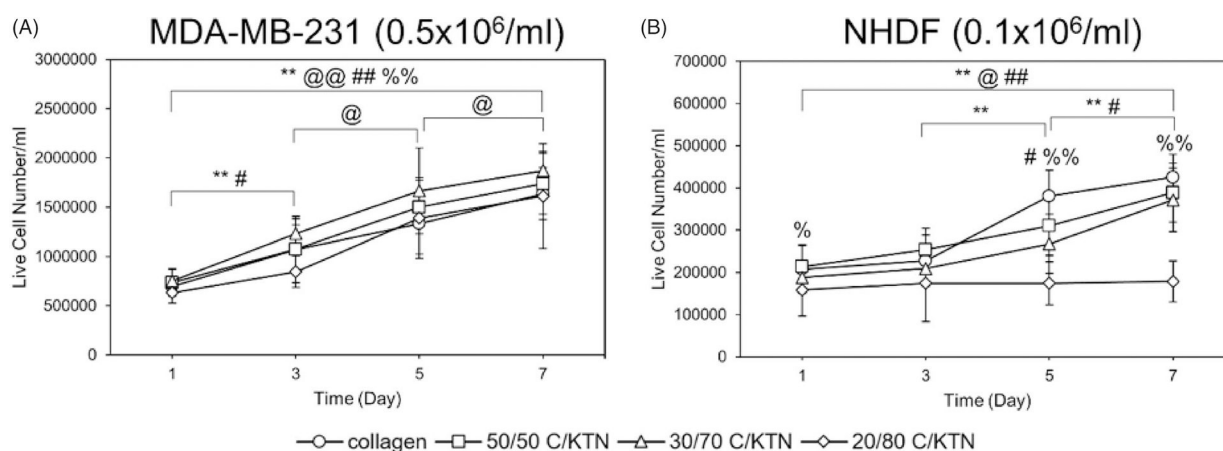 (A)
MDA-MB-231 (0.5x10⁶/ml)
3000000
2500000
2000000
1500000
1000000
500000
0
Live Cell Number/ml
** @@ ## %%
@
@
** #
1 3 5 7
Time (Day)
(B)
NHDF (0.1x10⁶/ml)
700000
600000
500000
400000
300000
200000
100000
0
Live Cell Number/ml
** @ ##
**
** #
# %%
%%
%
1 3 5 7
Time (Day)
collagen 50/50 C/KTN 30/70 C/KTN 20/80 C/KTN